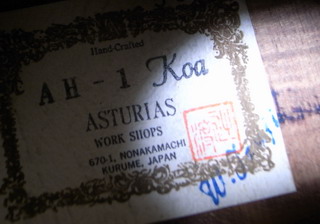 Hand-Crafted
AH-1 Koa
ASTURIAS
WORK SHOPS
670-1, NONAKAMACHI
KURUME, JAPAN